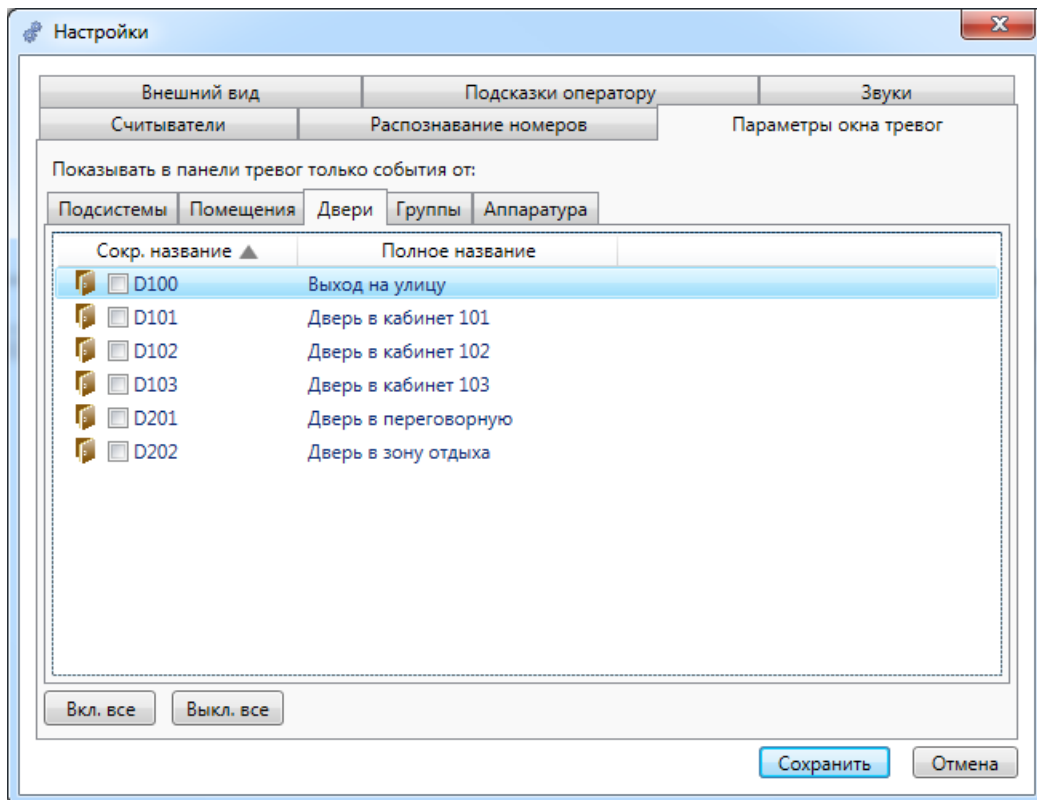 Настройки
Внешний вид Подсказки оператору Звуки
Считыватели Распознавание номеров Параметры окна тревог
Показывать в панели тревог только события от:
Подсистемы Помещения Двери Группы Аппаратура
Сокр. название Полное название
D100 Выход на улицу
D101 Дверь в кабинет 101
D102 Дверь в кабинет 102
D103 Дверь в кабинет 103
D201 Дверь в переговорную
D202 Дверь в зону отдыха
Вкл. все Выкл. все
Сохранить Отмена